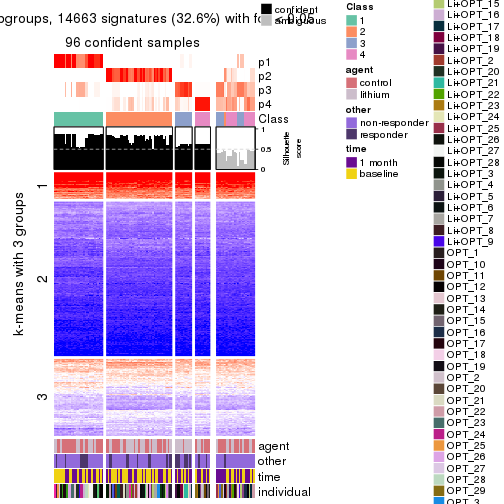 ogroups, 14663 signatures (32.6%) with fd
confident
ambiguous
96 confident samples
p1
p2
p3
p4
Class
1
0.5
0
Silhouette
score
k-means with 3 groups
1
2
3
agent
other
time
individual
Class
1
2
3
4
agent
control
lithium
other
non-responder
responder
time
1 month
baseline
Li+OPT_15
Li+OPT_16
Li+OPT_17
Li+OPT_18
Li+OPT_19
Li+OPT_2
Li+OPT_20
Li+OPT_21
Li+OPT_22
Li+OPT_23
Li+OPT_24
Li+OPT_25
Li+OPT_26
Li+OPT_27
Li+OPT_28
Li+OPT_3
Li+OPT_4
Li+OPT_5
Li+OPT_6
Li+OPT_7
Li+OPT_8
Li+OPT_9
OPT_1
OPT_10
OPT_11
OPT_12
OPT_13
OPT_14
OPT_15
OPT_16
OPT_17
OPT_18
OPT_19
OPT_2
OPT_20
OPT_21
OPT_22
OPT_23
OPT_24
OPT_25
OPT_26
OPT_27
OPT_28
OPT_29
OPT_3